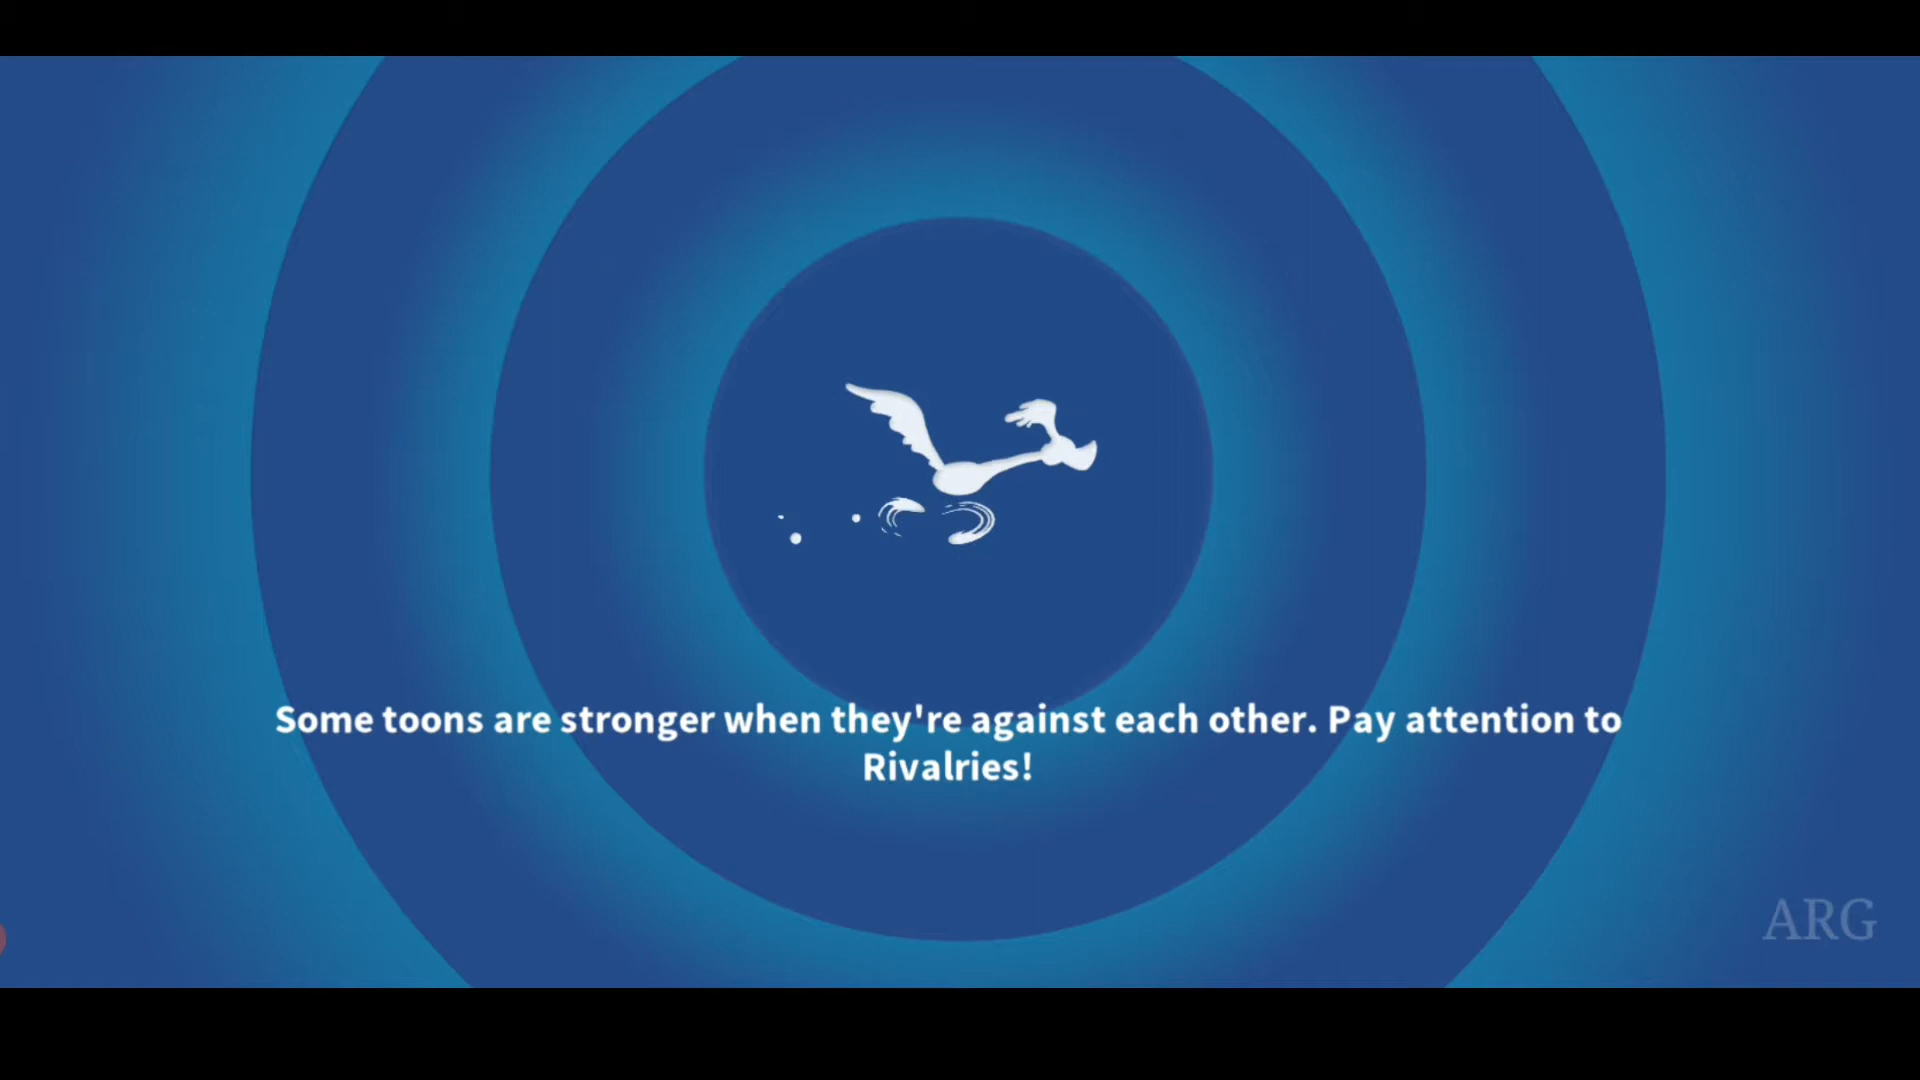 Some toons are stronger when they're against each other. Pay attention to
Rivalries!
ARG